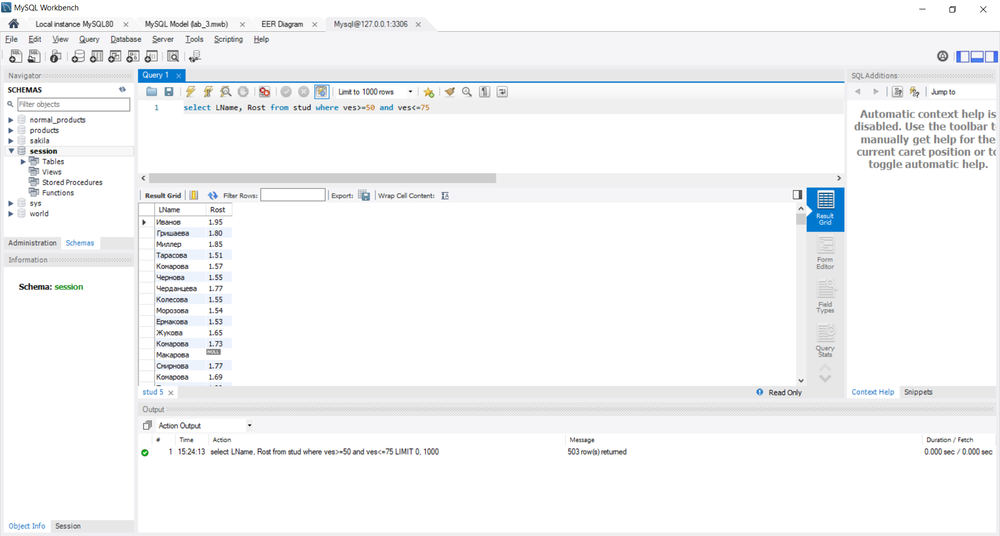 MySQL Workbench
Local instance MySQL80
MySQL Model (lab_3.mwb)
EER Diagram
Mysql@127.0.0.1:3306
File Edit View Query Database Server Tools Scripting Help
Navigator
SCHEMAS
Filter objects
normal_products
products
sakila
session
Tables
Views
Stored Procedures
Functions
sys
world
Administration Schemas
Information
Schema: session
Object Info Session
Query 1
Limit to 1000 rows
1 select LName, Rost from stud where ves>=50 and ves<=75
Result Grid Filter Rows: Export: Wrap Cell Content:
LName Rost
Иванов 1.95
Гришаева 1.80
Миллер 1.85
Тарасова 1.51
Комарова 1.57
Чернова 1.55
Черданцева 1.77
Колесова 1.55
Морозова 1.54
Ермакова 1.53
Жукова 1.65
Комарова 1.73
Макарова NULL
Смирнова 1.77
Комарова 1.69
Result Grid
Form Editor
Field Types
Query Stats
stud 5
Read Only
SQLAdditions
Jump to
Automatic context help is
disabled. Use the toolbar t
manually get help for the
current caret position or to
toggle automatic help.
Context Help Snippets
Output
Action Output
# Time Action Message Duration / Fetch
1 15:24:13 select LName, Rost from stud where ves>=50 and ves<=75 LIMIT 0, 1000 503 row(s) returned 0.000 sec / 0.000 sec